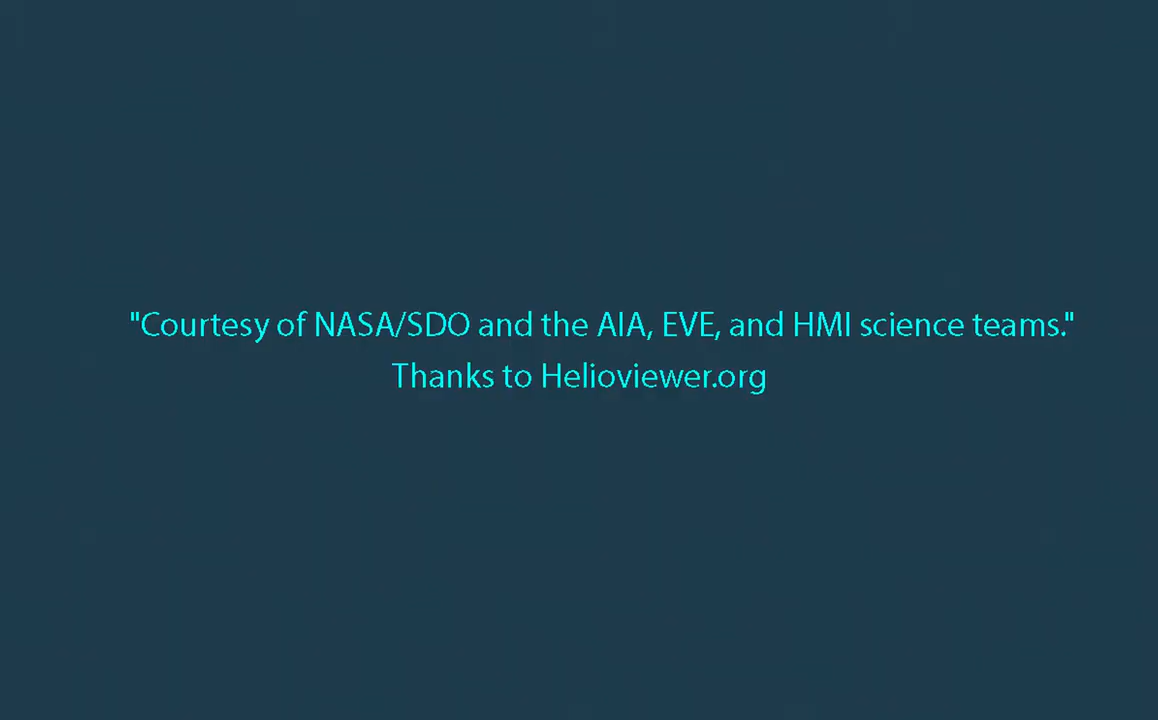 "Courtesy of NASA/SDO and the AIA, EVE, and HMI science teams."
Thanks to Helioviewer.org